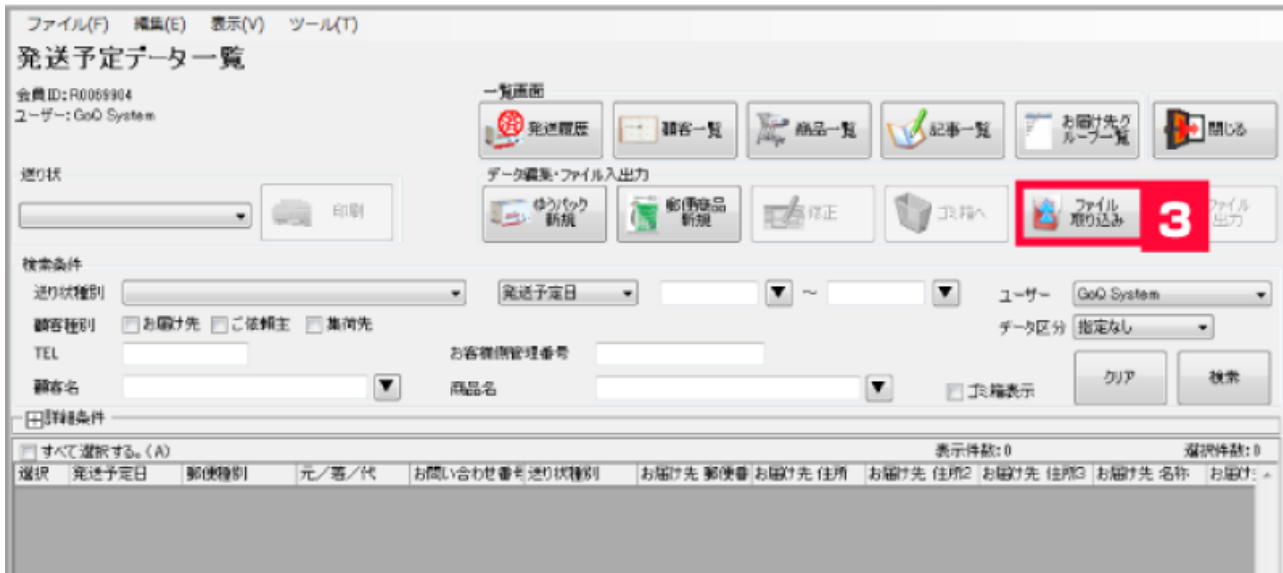 ファイル(F) 編集(E) 表示(V) ツール(T)
発送予定データ一覧
会員ID:R0069904
ユーザー:GoQ System
一覧画面
発送履歴 顧客一覧 商品一覧 記事一覧 お届け先グループ一覧 閉じる
送り状
印刷
データ編集・ファイル入出力
ゆうパック新規 郵便商品新規 修正 ゴミ箱へ ファイル取り込み 3 ファイル出力
検索条件
送り状種別 発送予定日 ▼ ～ ▼ ユーザー GoQ System
顧客種別 お届け先 ご依頼主 集荷先 データ区分 指定なし
TEL お客様側管理番号
顧客名 ▼ 商品名 ▼ ゴミ箱表示 クリア 検索
詳細条件
すべて選択する。(A) 表示件数:0 選択件数:0
選択 発送予定日 郵便種別 元／着／代 お問い合わせ番号 送り状種別 お届け先 郵便番 お届け先 住所 お届け先 住所2 お届け先 住所3 お届け先 名称 お届け